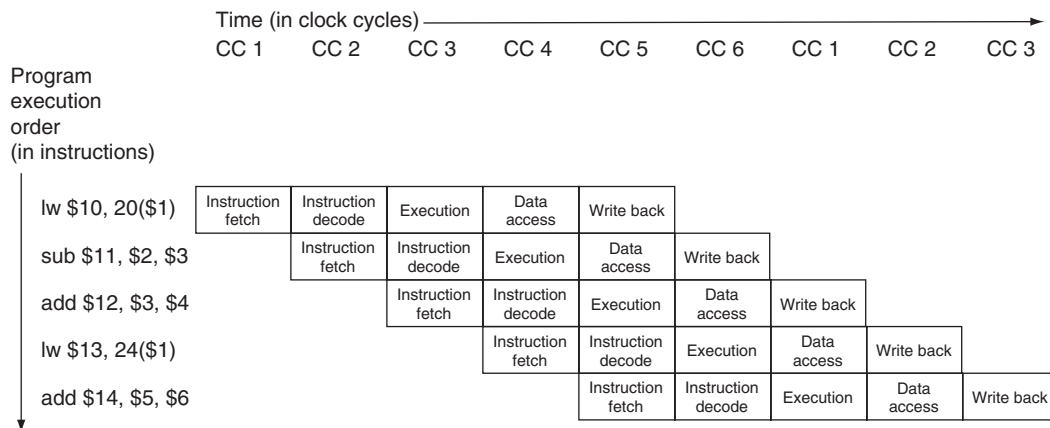 Time (in clock cycles)
CC 1 CC 2 CC 3 CC 4 CC 5 CC 6 CC 1 CC 2 CC 3
Program
execution
order
(in instructions)
lw $10, 20($1) Instruction fetch Instruction decode Execution Data access Write back
sub $11, $2, $3 Instruction fetch Instruction decode Execution Data access Write back
add $12, $3, $4 Instruction fetch Instruction decode Execution Data access Write back
lw $13, 24($1) Instruction fetch Instruction decode Execution Data access Write back
add $14, $5, $6 Instruction fetch Instruction decode Execution Data access Write back